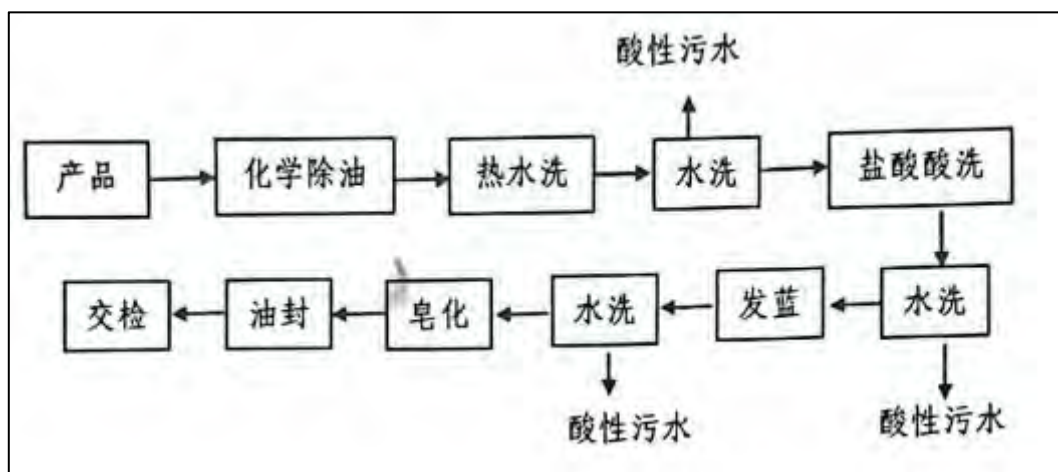 酸性污水
产品
化学除油
热水洗
水洗
盐酸酸洗
交检
油封
皂化
水洗
发蓝
水洗
酸性污水
酸性污水